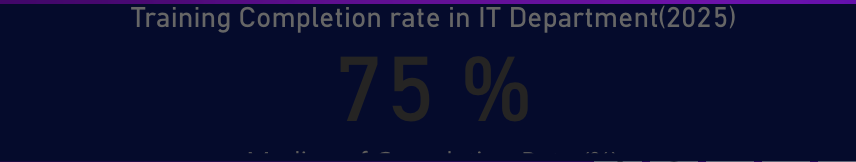 Training Completion rate in IT Department(2025)
75 %